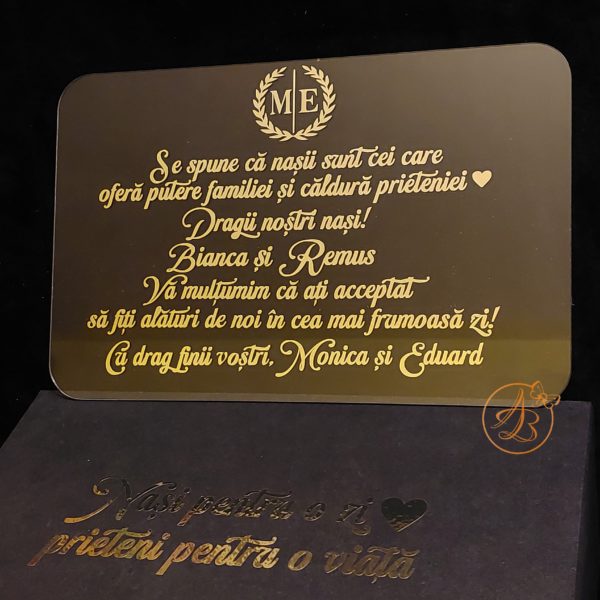 M E
Se spune că nașii sunt cei care
oferă putere familiei și căldură prieteniei
Dragii noștri nași!
Bianca și Remus
Vă mulțumim că ați acceptat
să fiți alături de noi în cea mai frumoasă zi!
Cu drag finii voștri, Monica și Eduard
AB
Nași pentru o zi
prieteni pentru o viață